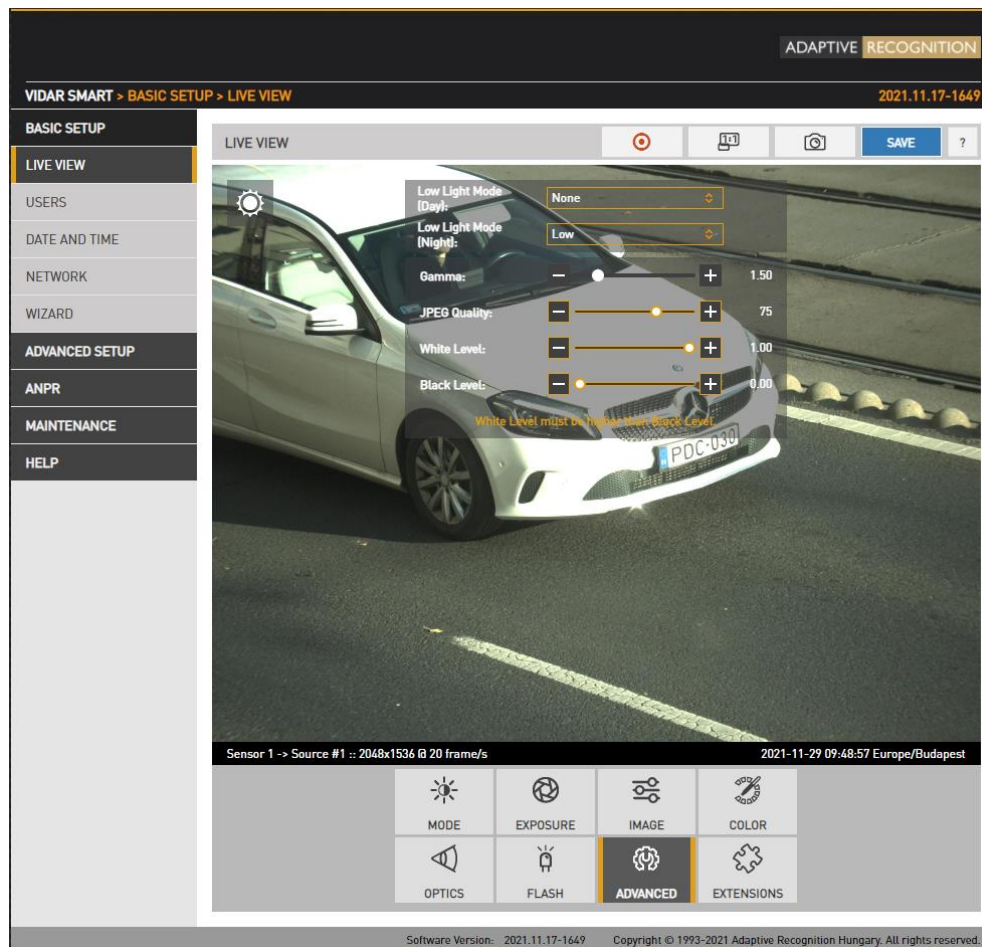 ADAPTIVE RECOGNITION
VIDAR SMART > BASIC SETUP > LIVE VIEW 2021.11.17-1649
BASIC SETUP
LIVE VIEW
USERS
DATE AND TIME
NETWORK
WIZARD
ADVANCED SETUP
ANPR
MAINTENANCE
HELP
LIVE VIEW 1:1 SAVE ?
Low Light Mode
(Day): None
Low Light Mode
(Night): Low
Gamma: 1.50
JPEG Quality: 75
White Level: 1.00
Black Level: 0.00
White Level must be higher than Black Level.
H PDC-030
Sensor 1 -> Source #1 :: 2048x1536 @ 20 frame/s 2021-11-29 09:48:57 Europe/Budapest
MODE EXPOSURE IMAGE COLOR
OPTICS FLASH ADVANCED EXTENSIONS
Software Version: 2021.11.17-1649 Copyright © 1993-2021 Adaptive Recognition Hungary. All rights reserved.